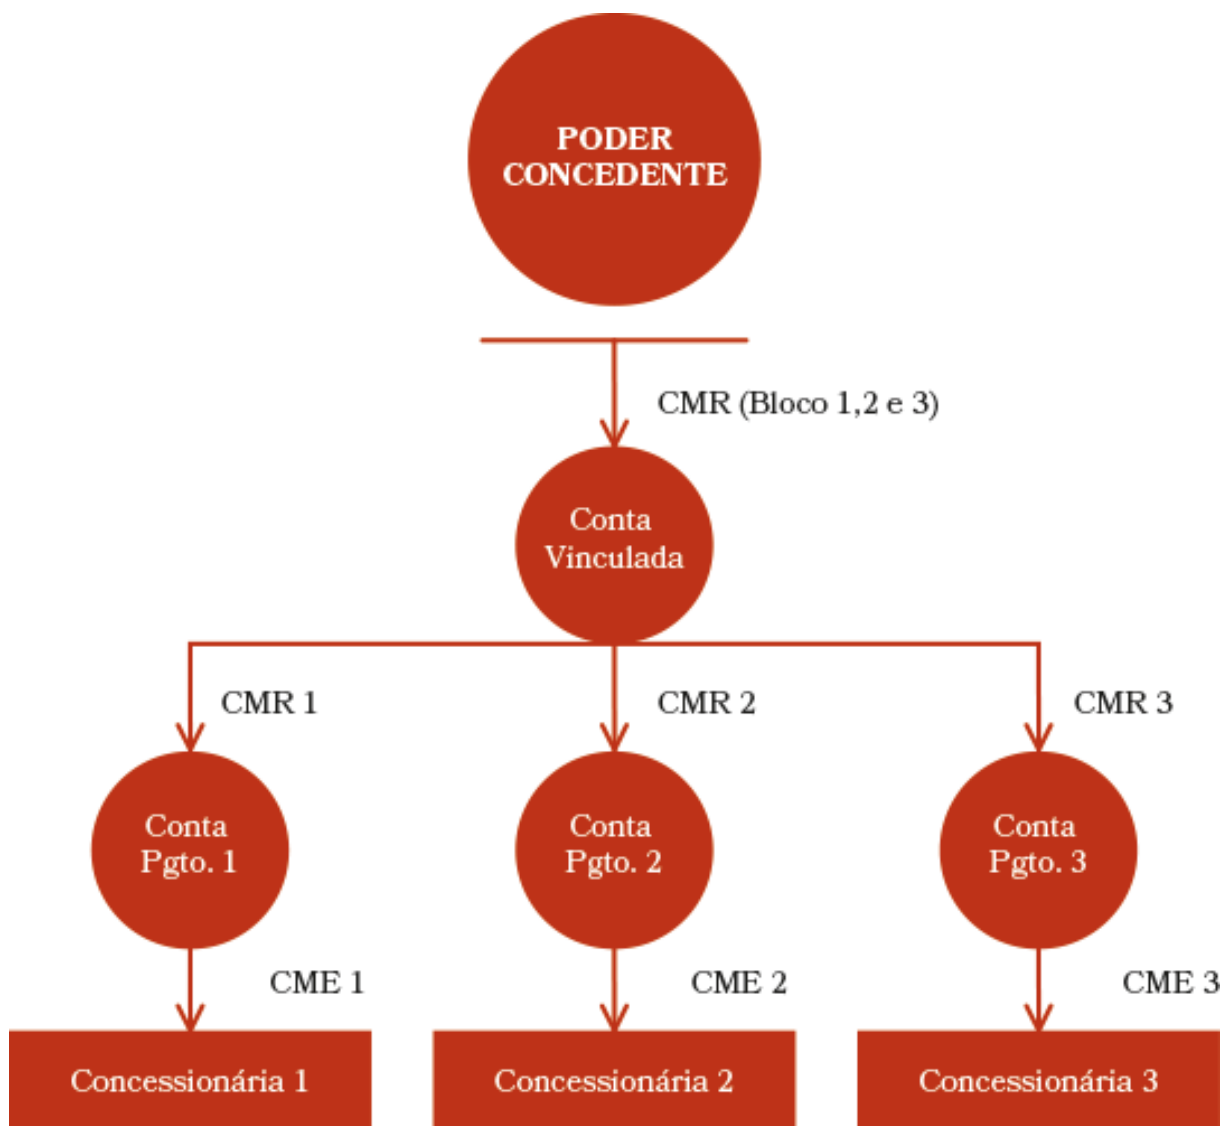 PODER
CONCEDENTE
CMR (Bloco 1,2 e 3)
Conta
Vinculada
CMR 1
CMR 2
CMR 3
Conta
Pgto. 1
Conta
Pgto. 2
Conta
Pgto. 3
CME 1
CME 2
CME 3
Concessionária 1
Concessionária 2
Concessionária 3